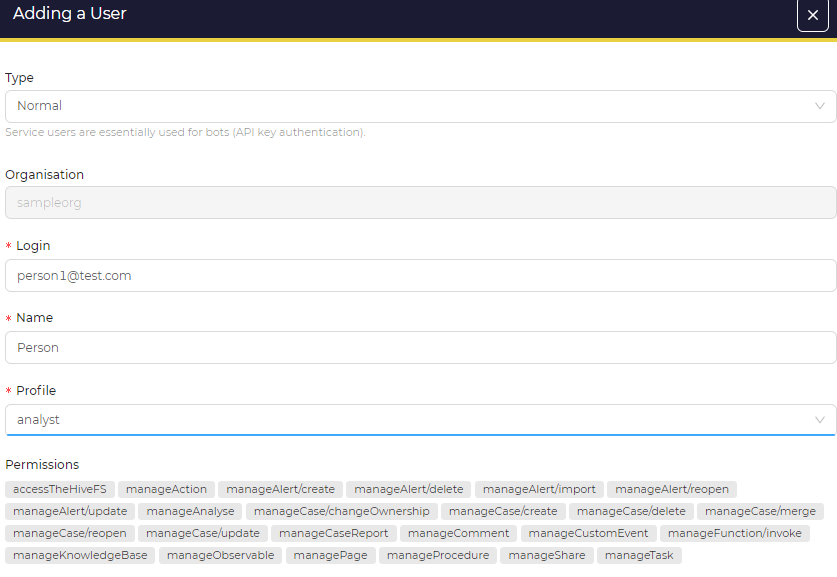 Adding a User
Type
Normal
Service users are essentially used for bots (API key authentication).
Organisation
sampleorg
* Login
person1@test.com
* Name
Person
* Profile
analyst
Permissions
accessTheHiveFS manageAction manageAlert/create manageAlert/delete manageAlert/import manageAlert/reopen
manageAlert/update manageAnalyse manageCase/changeOwnership manageCase/create manageCase/delete manageCase/merge
manageCase/reopen manageCase/update manageCaseReport manageComment manageCustomEvent manageFunction/invoke
manageKnowledgeBase manageObservable managePage manageProcedure manageShare manageTask